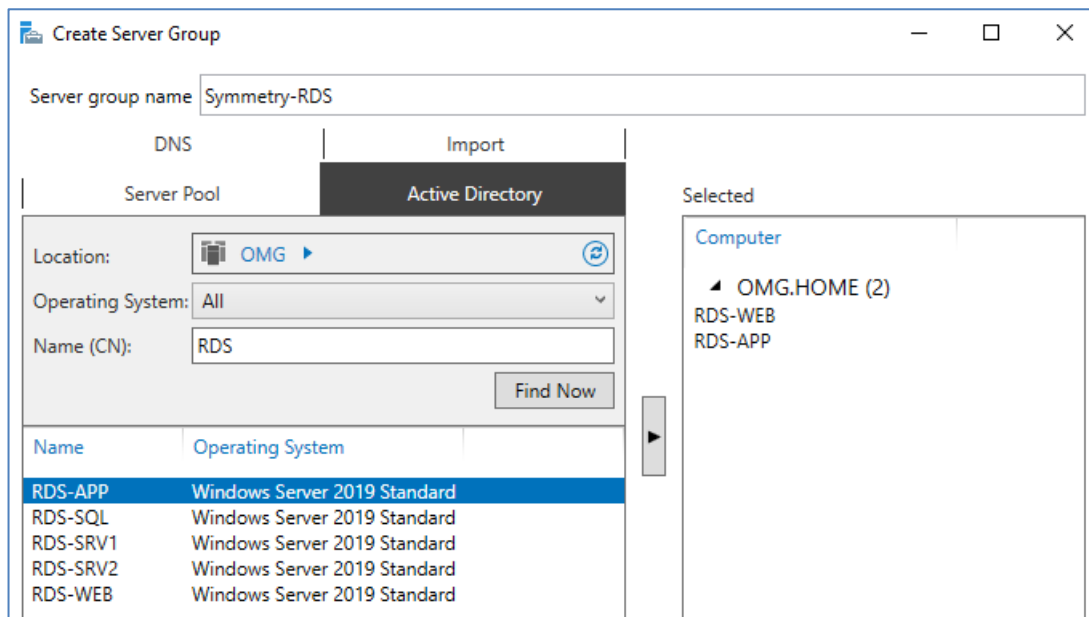 Create Server Group
Server group name Symmetry-RDS
DNS Import
Server Pool Active Directory
Location: OMG
Operating System: All
Name (CN): RDS
Find Now
Name Operating System
RDS-APP Windows Server 2019 Standard
RDS-SQL Windows Server 2019 Standard
RDS-SRV1 Windows Server 2019 Standard
RDS-SRV2 Windows Server 2019 Standard
RDS-WEB Windows Server 2019 Standard
Selected
Computer
OMG.HOME (2)
RDS-WEB
RDS-APP